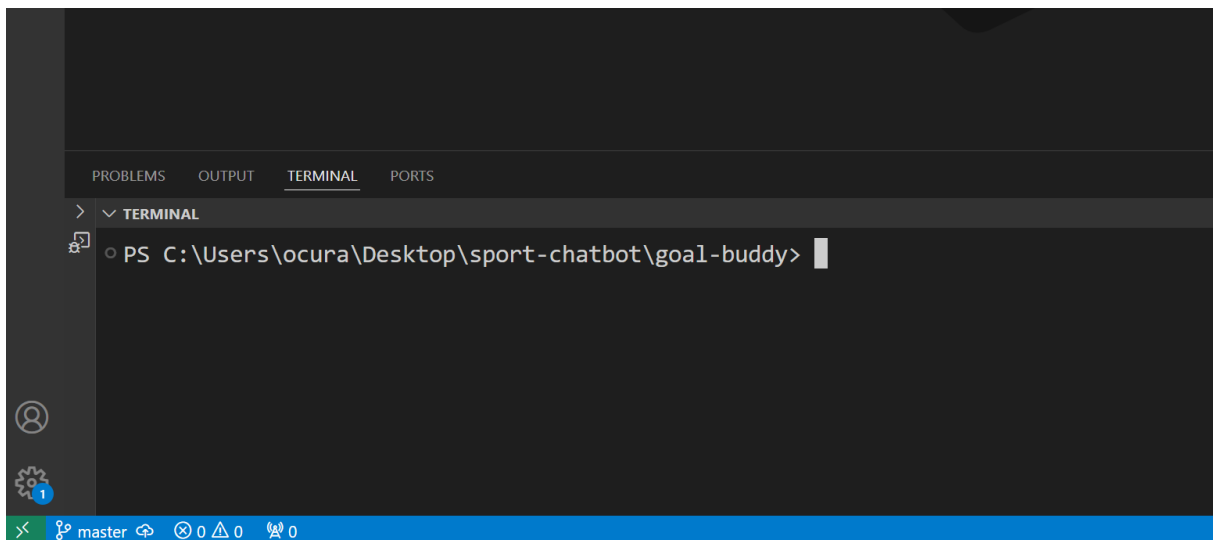 PROBLEMS OUTPUT TERMINAL PORTS
TERMINAL
PS C:\Users\ocura\Desktop\sport-chatbot\goal-buddy>
1
master 0 0 0